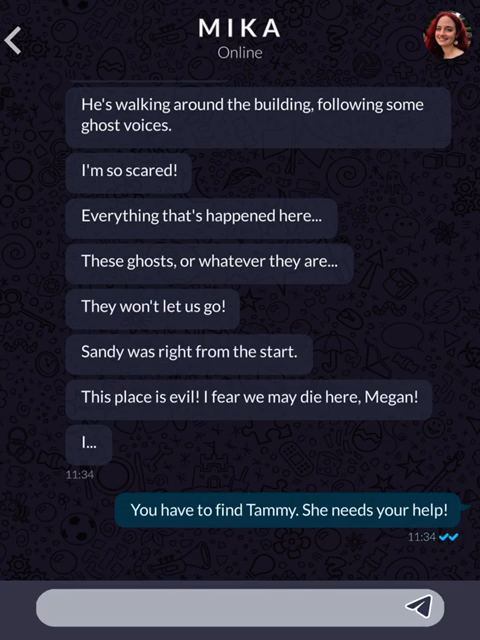 MIKA
Online
He's walking around the building, following some
ghost voices.
I'm so scared!
Everything that's happened here...
These ghosts, or whatever they are...
They won't let us go!
Sandy was right from the start.
This place is evil! I fear we may die here, Megan!
I...
11:34
You have to find Tammy. She needs your help!
11:34